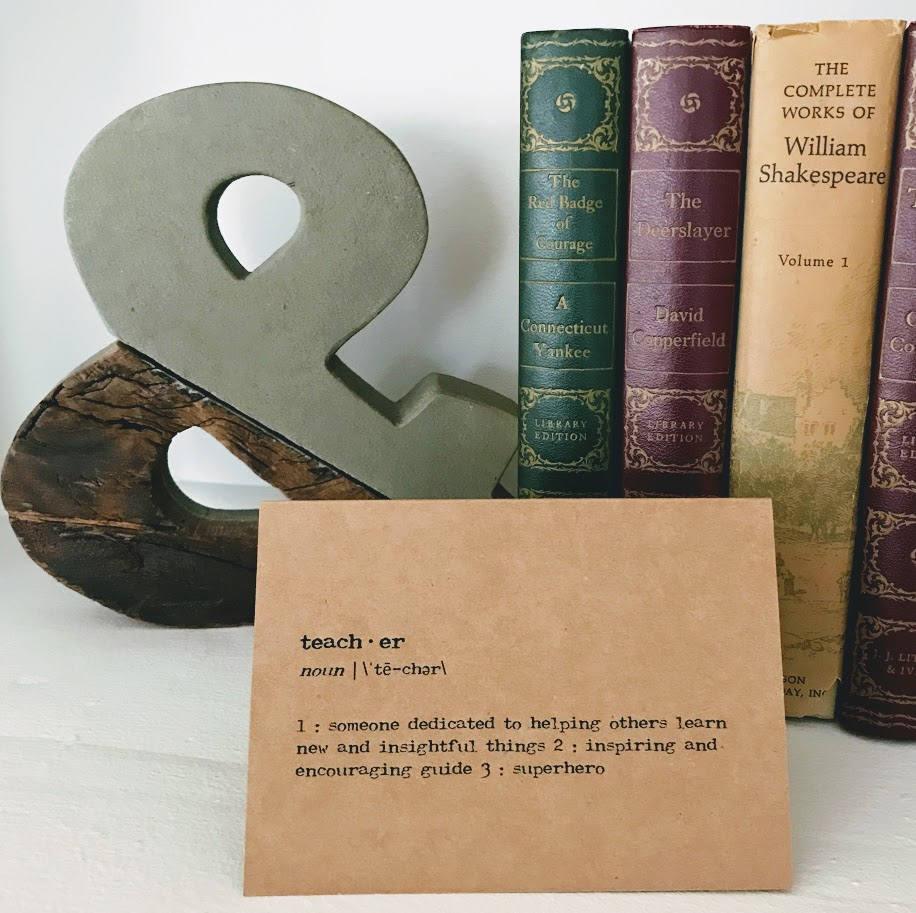 The
Red Badge
of
Courage
A
Connecticut
Yankee
LIBRARY
EDITION
The
Deerslayer
David
Copperfield
LIBRARY
EDITION
THE
COMPLETE
WORKS OF
William
Shakespeare
Volume 1
teach·er
noun | \ˈtē-chər\
1 : someone dedicated to helping others learn
new and insightful things 2 : inspiring and
encouraging guide 3 : superhero
&